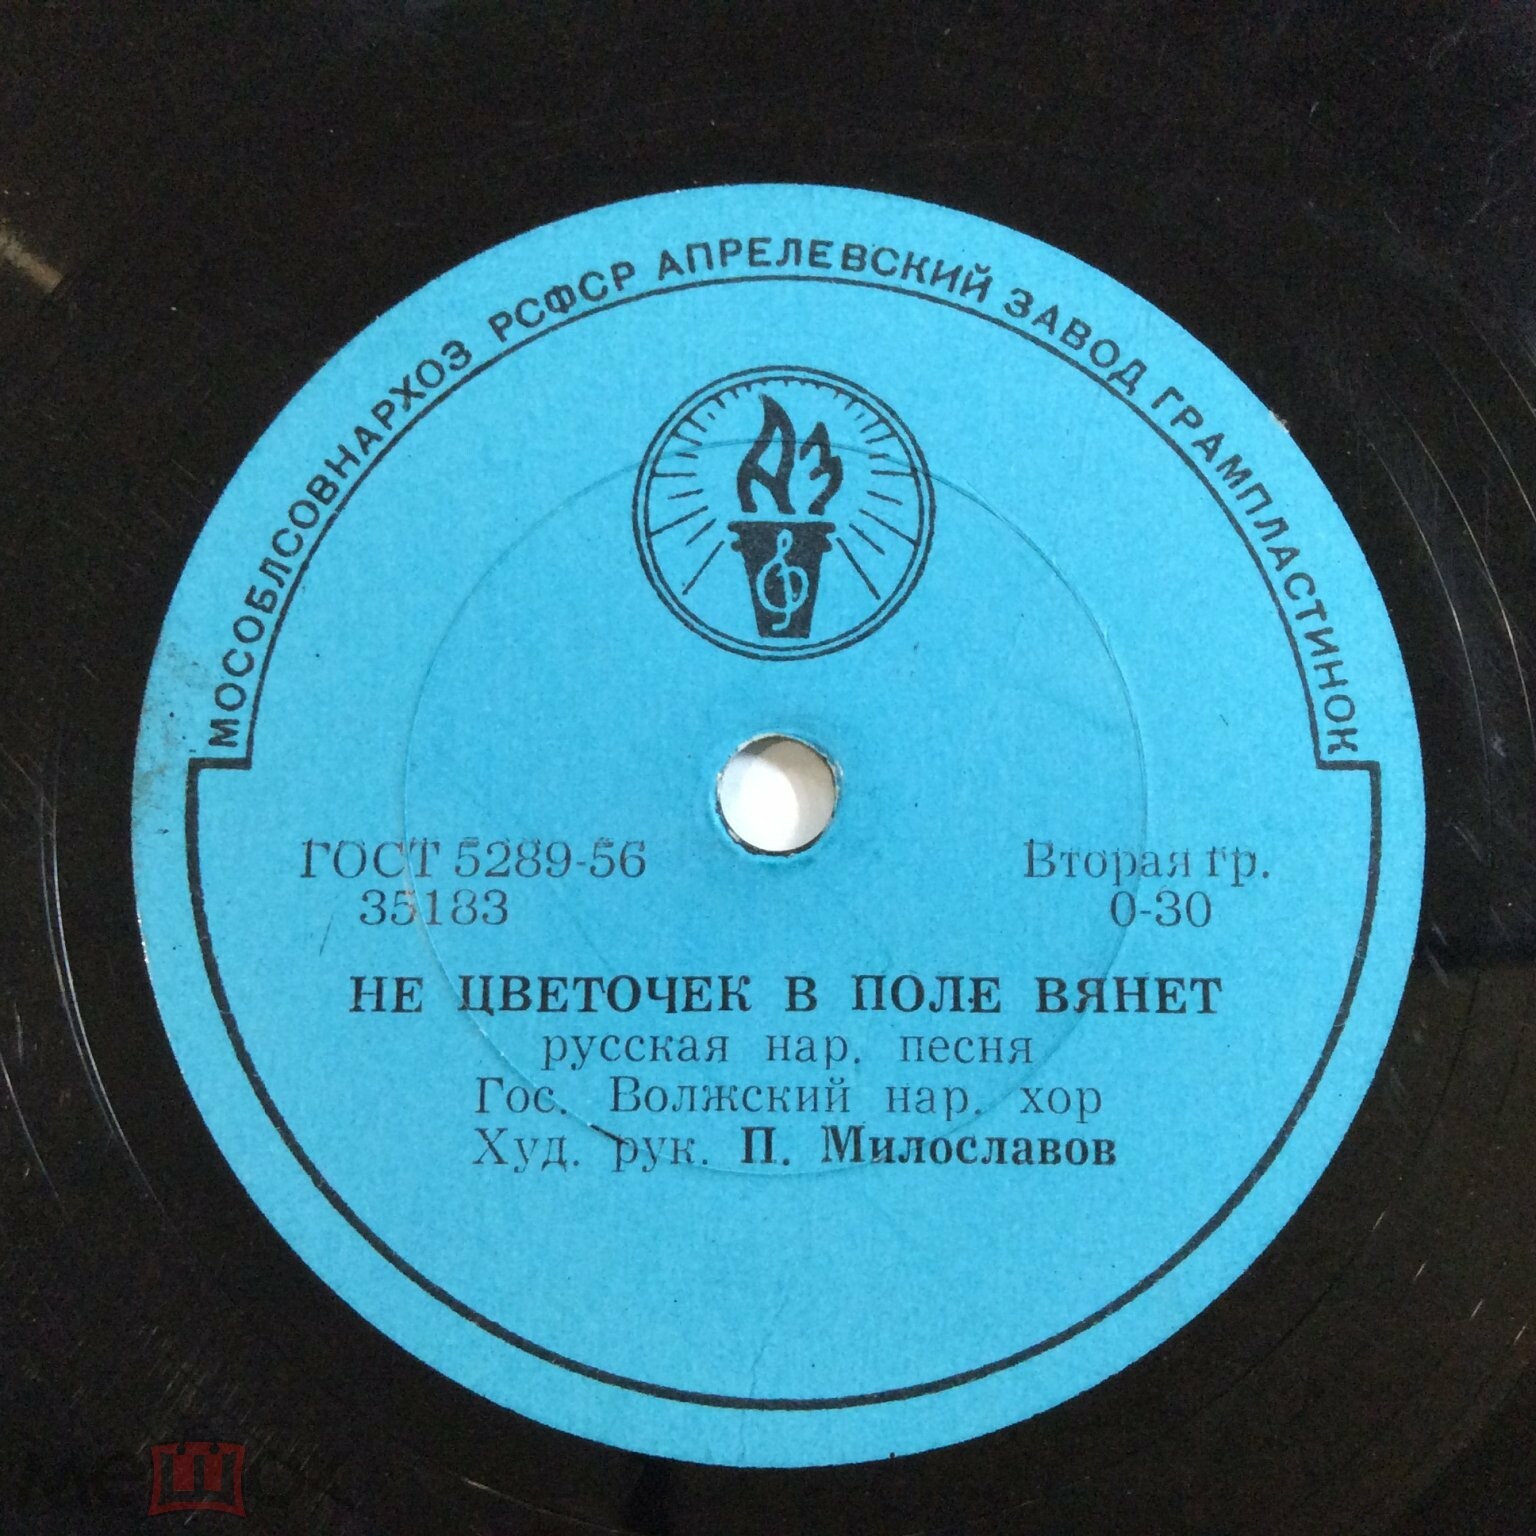 МОСОБЛСОВНАРХОЗ РСФСР АПРЕЛЕВСКИЙ ЗАВОД ГРАМПЛАСТИНОК
АЗ
ГОСТ 5289-56 Вторая гр.
35183 0-30
НЕ ЦВЕТОЧЕК В ПОЛЕ ВЯНЕТ
русская нар. песня
Гос. Волжский нар. хор
Худ. рук. П. Милославов
мешок